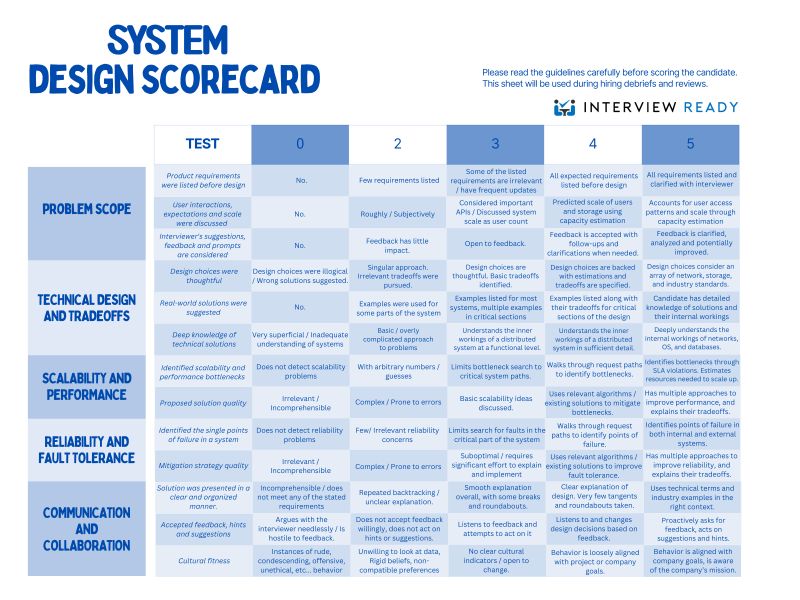 SYSTEM
DESIGN SCORECARD
Please read the guidelines carefully before scoring the candidate.
This sheet will be used during hiring debriefs and reviews.
INTERVIEW READY
TEST 0 2 3 4 5
PROBLEM SCOPE
Product requirements
were listed before design
No.
Few requirements listed
Some of the listed
requirements are irrelevant
/ have frequent updates
All expected requirements
listed before design
All requirements listed and
clarified with interviewer
User interactions,
expectations and scale
were discussed
No.
Roughly / Subjectively
Considered important
APIs / Discussed system
scale as user count
Predicted scale of users
and storage using
capacity estimation
Accounts for user access
patterns and scale through
capacity estimation
Interviewer's suggestions,
feedback and prompts
are considered
No.
Feedback has little
impact.
Open to feedback.
Feedback is accepted with
follow-ups and
clarifications when needed.
Feedback is clarified,
analyzed and potentially
improved.
TECHNICAL DESIGN
AND TRADEOFFS
Design choices were
thoughtful
Design choices were illogical
/ Wrong solutions suggested.
Singular approach.
Irrelevant tradeoffs were
pursued.
Design choices are
thoughtful. Basic tradeoffs
identified.
Design choices are backed
with estimations and
tradeoffs are specified.
Design choices consider an
array of network, storage,
and industry standards.
Real-world solutions were
suggested
No.
Examples were used for
some parts of the system
Examples listed for most
systems, multiple examples
in critical sections
Examples listed along with
their tradeoffs for critical
sections of the design
Candidate has detailed
knowledge of solutions and
their internal workings
Deep knowledge of
technical solutions
Very superficial / Inadequate
understanding of systems
Basic / overly
complicated approach
to problems
Understands the inner
workings of a distributed
system at a functional level.
Understands the inner
workings of a distributed
system in sufficient detail.
Deeply understands the
internal workings of networks,
OS, and databases.
SCALABILITY AND
PERFORMANCE
Identified scalability and
performance bottlenecks
Does not detect scalability
problems
With arbitrary numbers /
guesses
Limits bottleneck search to
critical system paths.
Walks through request paths
to identify bottlenecks.
Identifies bottlenecks through
SLA violations. Estimates
resources needed to scale up.
Proposed solution quality
Irrelevant /
Incomprehensible
Complex / Prone to errors
Basic scalability ideas
discussed.
Uses relevant algorithms /
existing solutions to mitigate
bottlenecks.
Has multiple approaches to
improve performance, and
explains their tradeoffs.
RELIABILITY AND
FAULT TOLERANCE
Identified the single points
of failure in a system
Does not detect reliability
problems
Few/ Irrelevant reliability
concerns
Limits search for faults in the
critical part of the system
Walks through request
paths to identify points of
failure.
Identifies points of failure in
both internal and external
systems.
Mitigation strategy quality
Irrelevant /
Incomprehensible
Complex / Prone to errors
Suboptimal / requires
significant effort to explain
and implement
Uses relevant algorithms /
existing solutions to improve
fault tolerance.
Has multiple approaches to
improve reliability, and
explains their tradeoffs.
COMMUNICATION
AND
COLLABORATION
Solution was presented in a
clear and organized
manner.
Incomprehensible / does
not meet any of the stated
requirements
Repeated backtracking /
unclear explanation.
Smooth explanation
overall, with some breaks
and roundabouts.
Clear explanation of
design. Very few tangents
and roundabouts taken.
Uses technical terms and
industry examples in the
right context.
Accepted feedback, hints
and suggestions
Argues with the
interviewer needlessly / Is
hostile to feedback.
Does not accept feedback
willingly, does not act on
hints or suggestions.
Listens to feedback and
attempts to act on it
Listens to and changes
design decisions based on
feedback.
Proactively asks for
feedback, acts on
suggestions and hints.
Cultural fitness
Instances of rude,
condescending, offensive,
unethical, etc... behavior
Unwilling to look at data,
Rigid beliefs, non-
compatible preferences
No clear cultural
indicators / open to
change.
Behavior is loosely aligned
with project or company
goals.
Behavior is aligned with
company goals, is aware
of the company's mission.